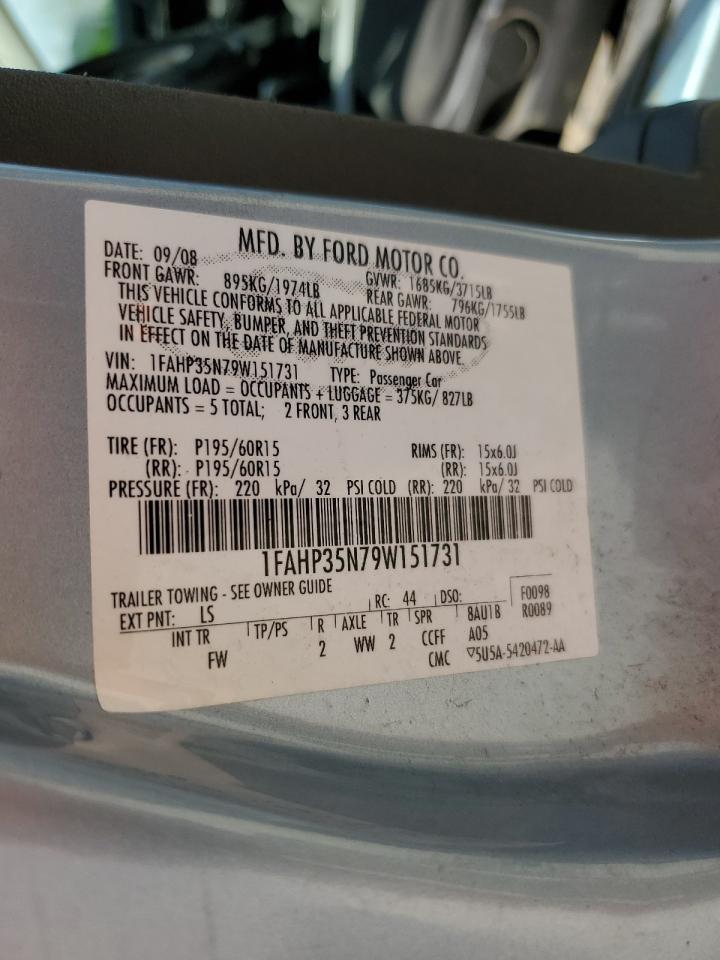 MFD. BY FORD MOTOR CO.
DATE: 09/08 GVWR: 1685KG/3715LB
FRONT GAWR: 895KG/1974LB REAR GAWR: 796KG/1755LB
THIS VEHICLE CONFORMS TO ALL APPLICABLE FEDERAL MOTOR
VEHICLE SAFETY, BUMPER, AND THEFT PREVENTION STANDARDS
IN EFFECT ON THE DATE OF MANUFACTURE SHOWN ABOVE.
VIN: 1FAHP35N79W151731 TYPE: Passenger Car
MAXIMUM LOAD = OCCUPANTS + LUGGAGE = 375KG/ 827LB
OCCUPANTS = 5 TOTAL; 2 FRONT, 3 REAR
TIRE (FR): P195/60R15 RIMS (FR): 15x6.0J
(RR): P195/60R15 (RR): 15x6.0J
PRESSURE (FR): 220 kPa/ 32 PSI COLD (RR): 220 kPa/ 32 PSI COLD
1FAHP35N79W151731
TRAILER TOWING - SEE OWNER GUIDE F0098
EXT PNT: LS RC: 44 DSO: R0089
INT TR TP/PS R AXLE TR SPR 8AU1B
FW 2 WW 2 CCFF A05
CMC ▽5U5A-5420472-AA